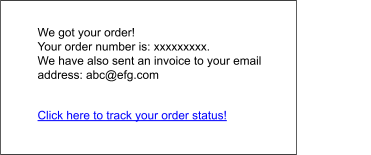 We got your order!
Your order number is: xxxxxxxxx.
We have also sent an invoice to your email
address: abc@efg.com
Click here to track your order status!